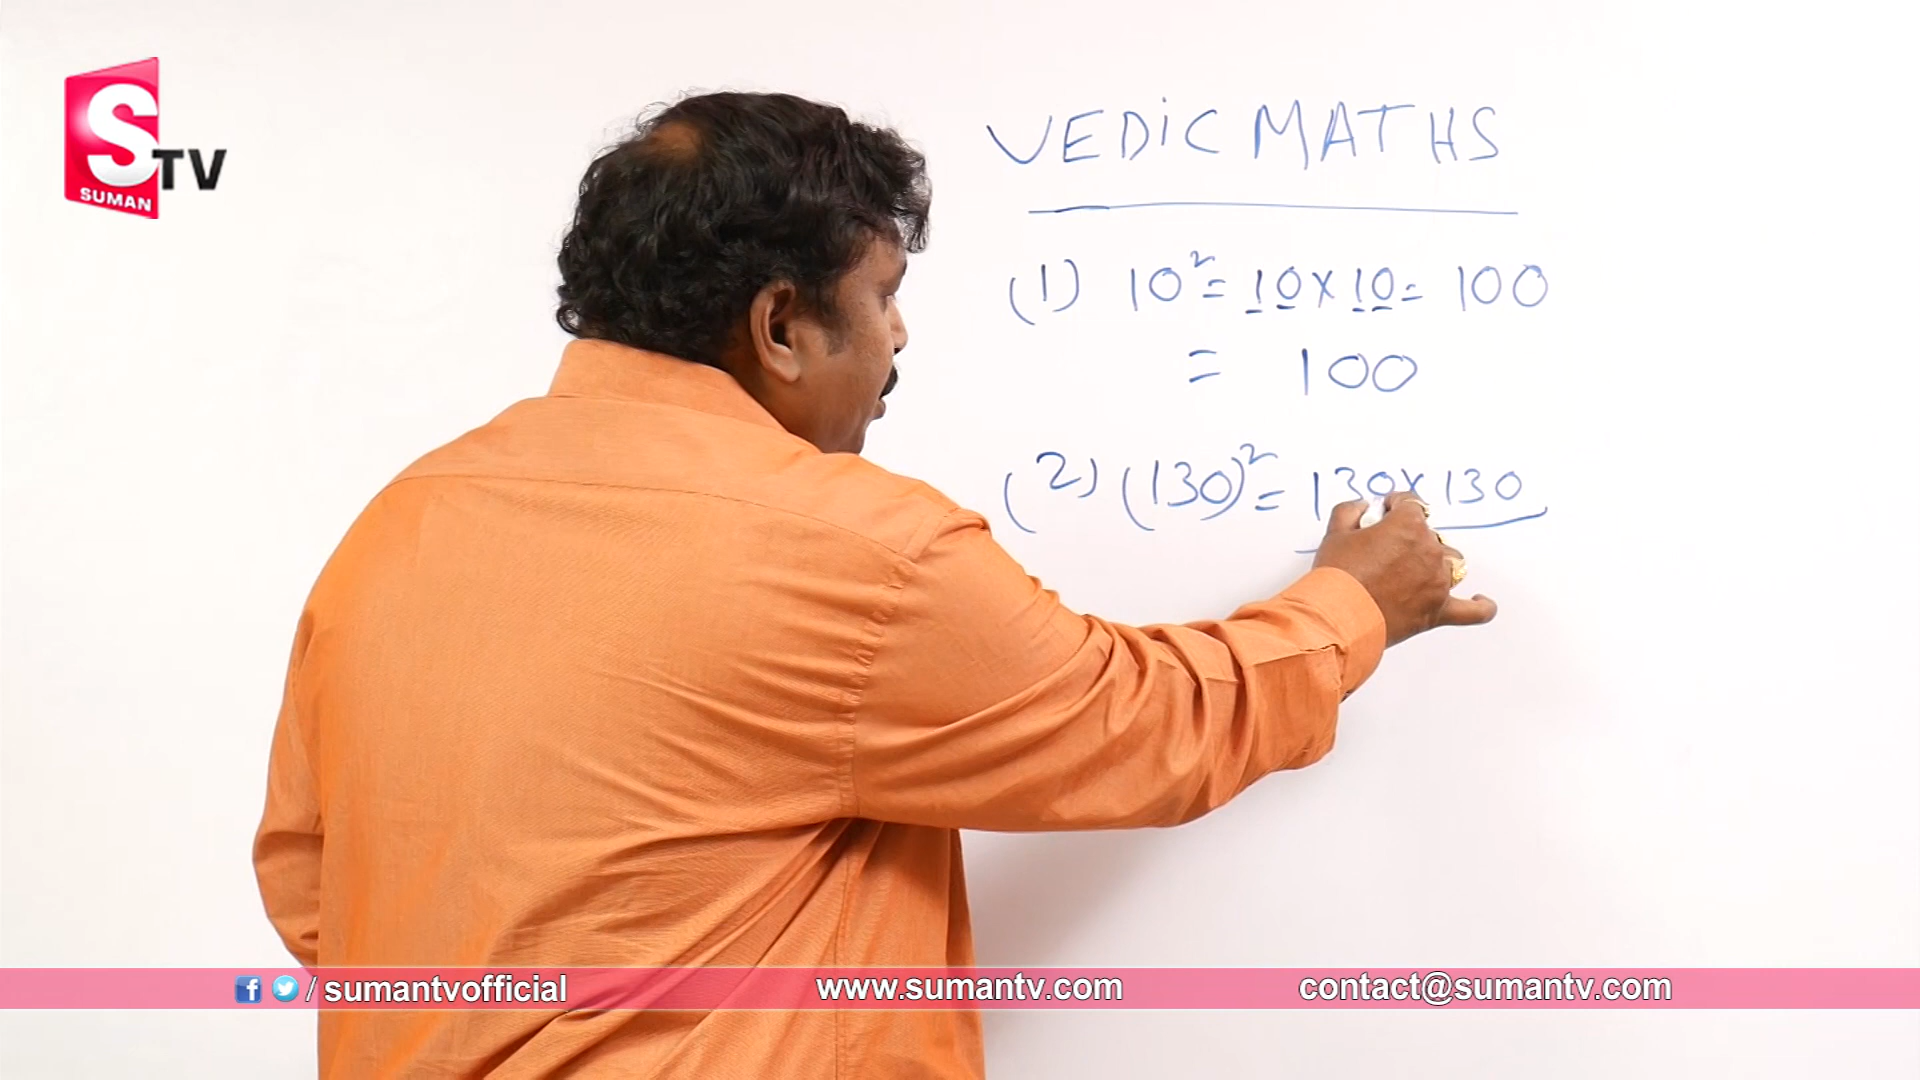 S TV
SUMAN
VEDIC MATHS
(1) 10² = 10 x 10 = 100
= 100
(2) (130)² = 130 x 130
/ sumantvofficial
www.sumantv.com
contact@sumantv.com